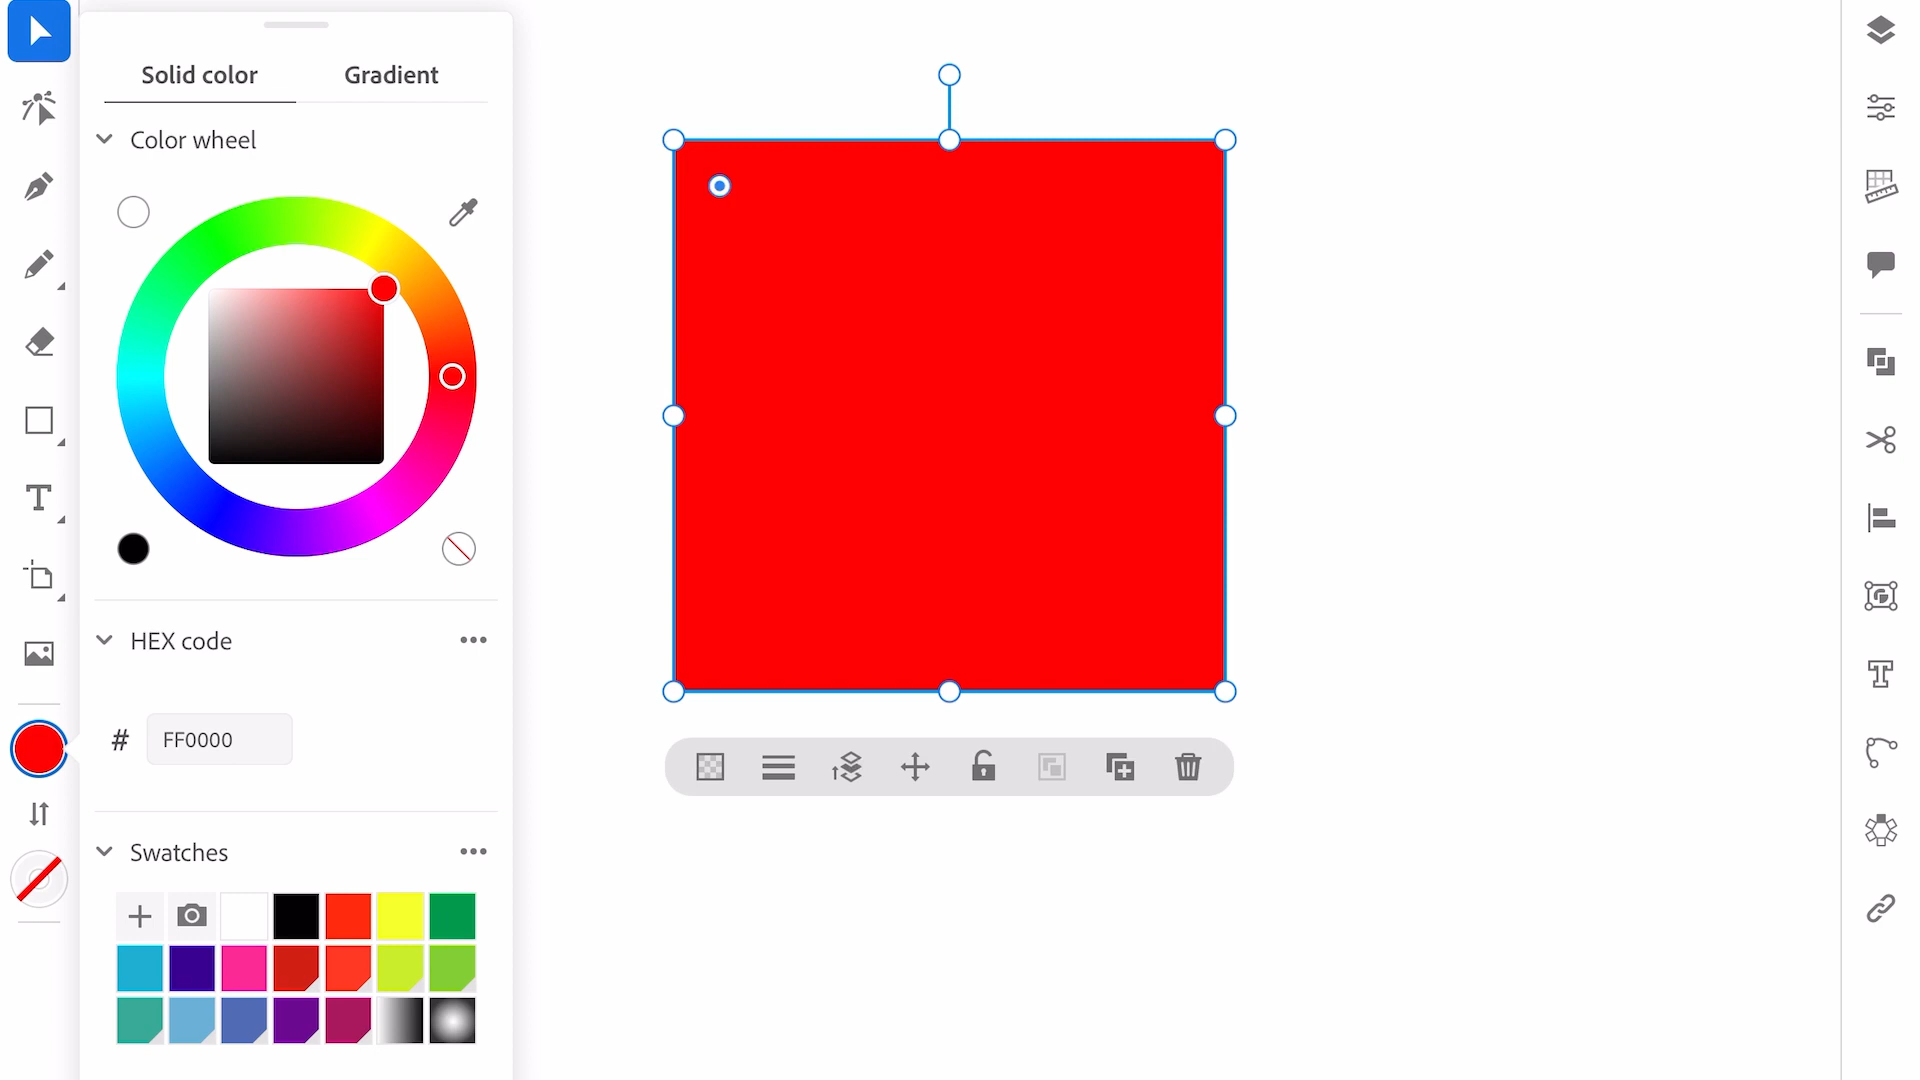 Solid color
Gradient
Color wheel
HEX code
# FF0000
Swatches